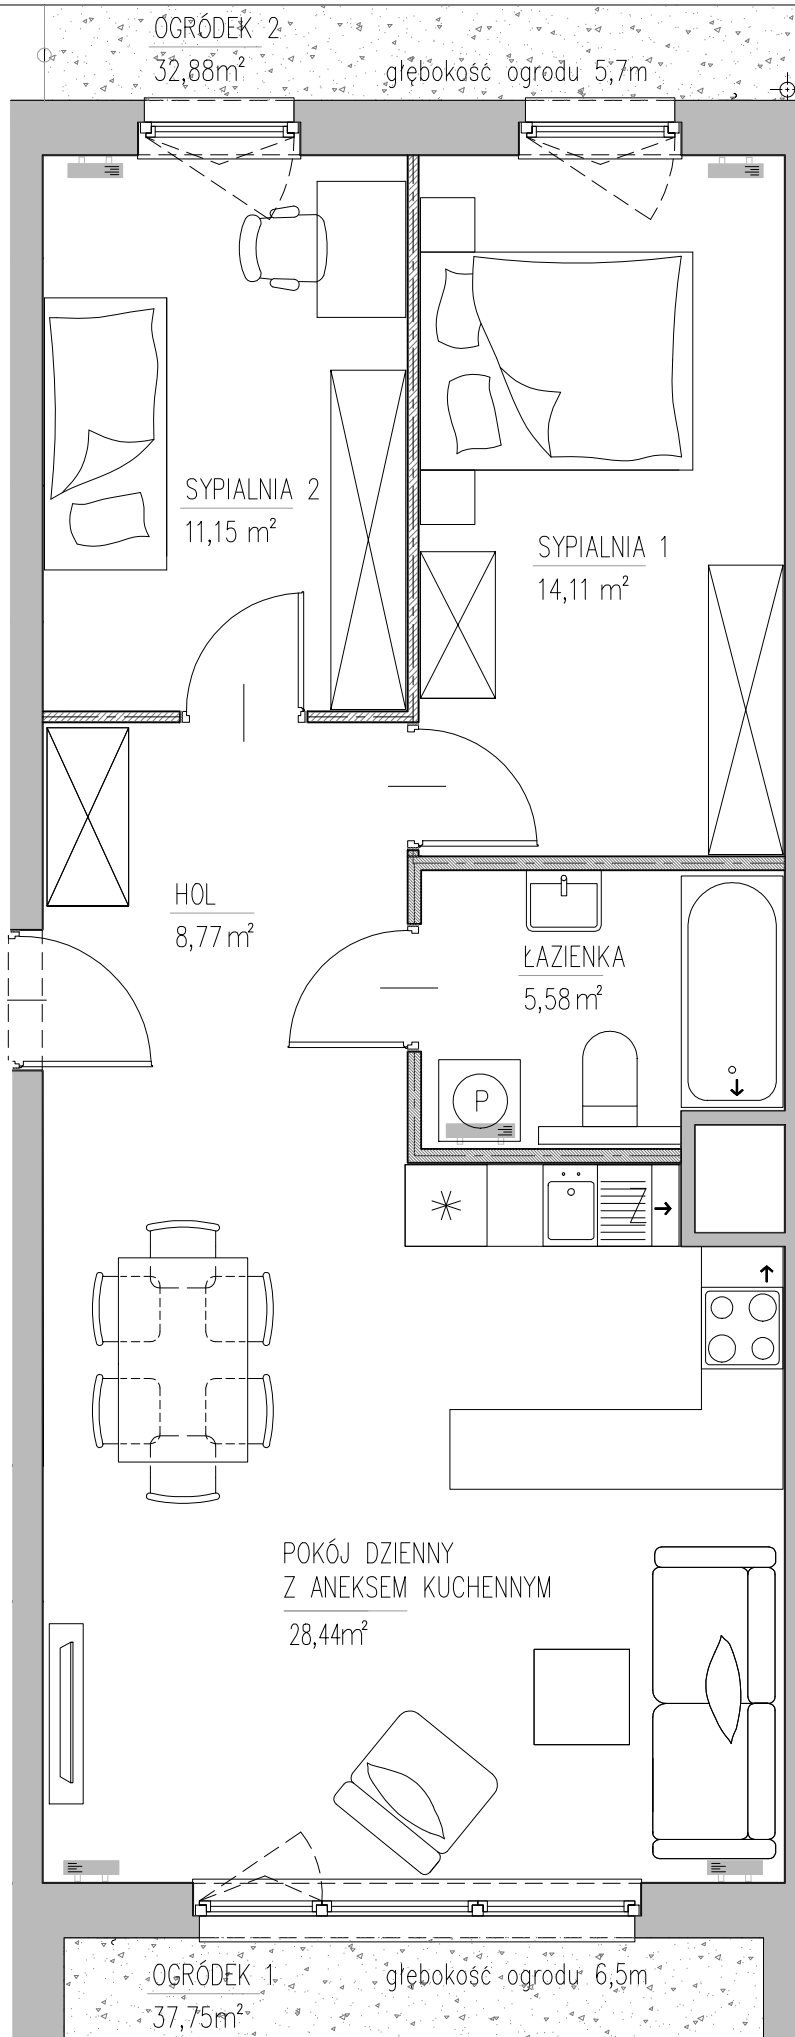 OGRÓDEK 2
32,88m²
głębokość ogrodu 5,7m
SYPIALNIA 2
11,15 m²
SYPIALNIA 1
14,11 m²
HOL
8,77 m²
ŁAZIENKA
5,58 m²
P
POKÓJ DZIENNY
Z ANEKSEM KUCHENNYM
28,44m²
OGRÓDEK 1
37,75m²
głębokość ogrodu 6,5m